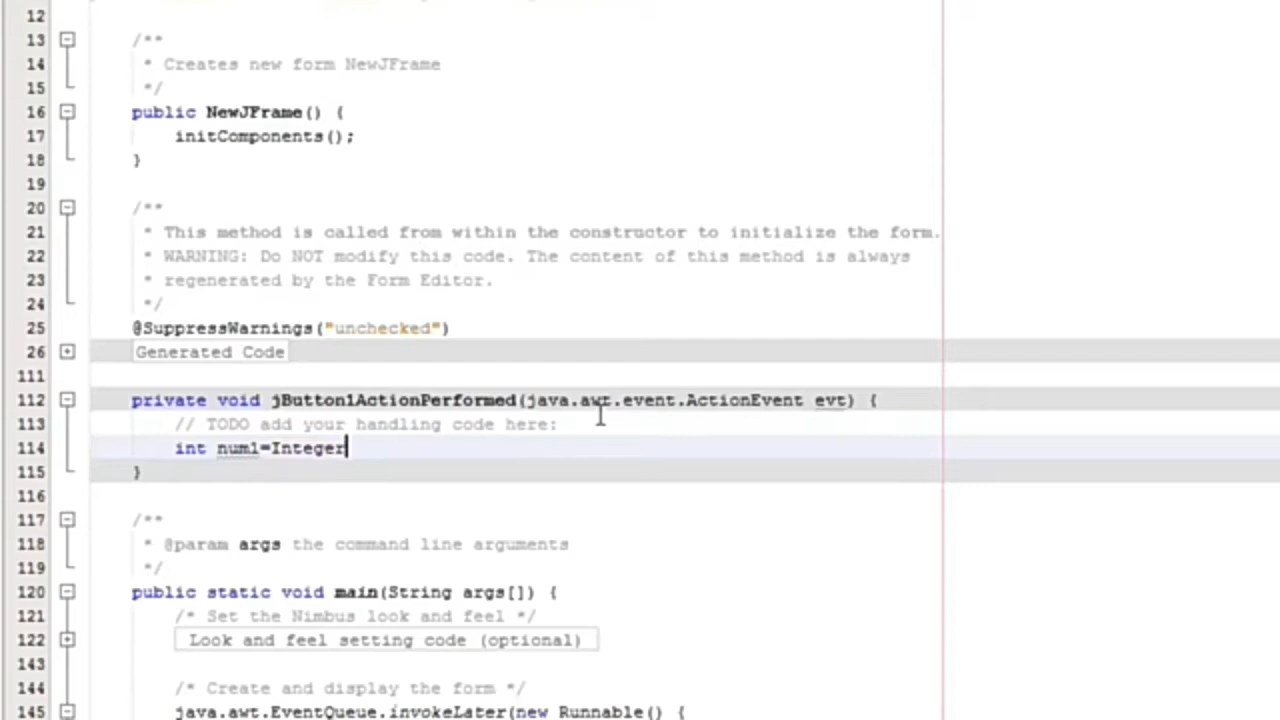 12
13 /**
14 * Creates new form NewJFrame
15 */
16 public NewJFrame() {
17 initComponents();
18 }
19
20 /**
21 * This method is called from within the constructor to initialize the form.
22 * WARNING: Do NOT modify this code. The content of this method is always
23 * regenerated by the Form Editor.
24 */
25 @SuppressWarnings("unchecked")
26 Generated Code
111
112 private void jButton1ActionPerformed(java.awt.event.ActionEvent evt) {
113 // TODO add your handling code here:
114 int num1=Integer
115 }
116
117 /**
118 * @param args the command line arguments
119 */
120 public static void main(String args[]) {
121 /* Set the Nimbus look and feel */
122 Look and feel setting code (optional)
143
144 /* Create and display the form */
145 java.awt.EventQueue.invokeLater(new Runnable() {